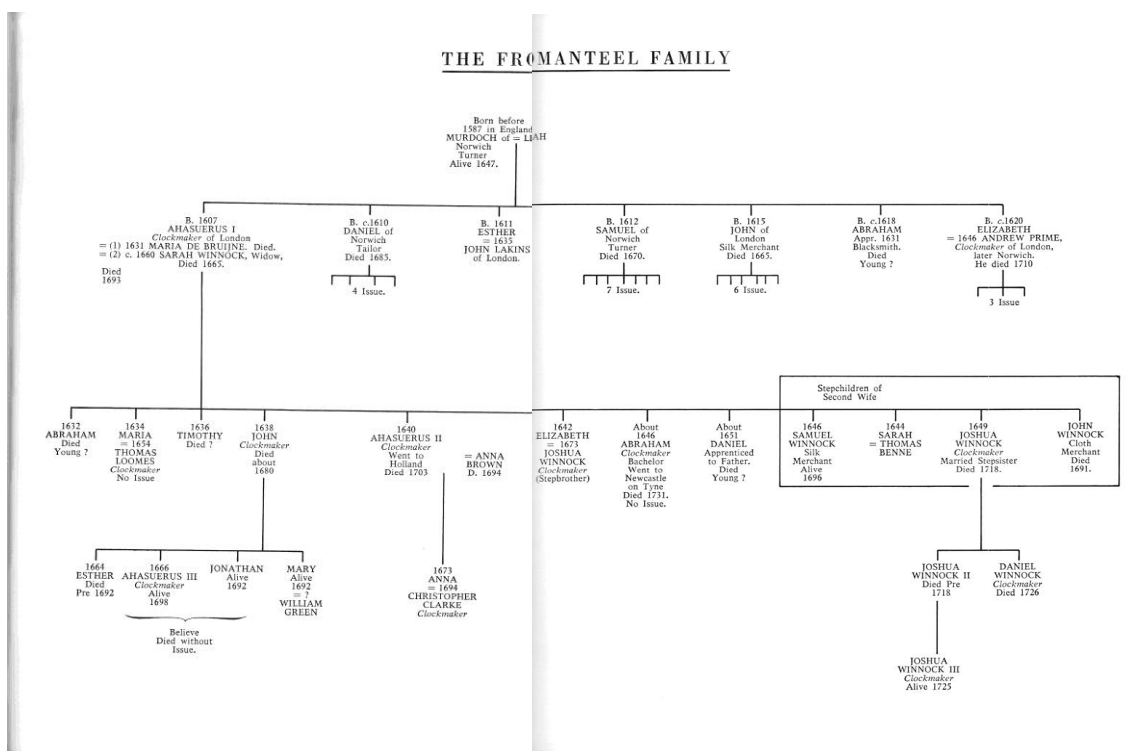 THE FROMANTEEL FAMILY
Born before
1587 in England
MURDOCH of = LEAH
Norwich
Turner
Alive 1647.
B. 1607
AHASUERUS I
Clockmaker of London
= (1) 1631 MARIA DE BRUIJNE. Died.
= (2) c. 1660 SARAH WINNOCK, Widow,
Died 1665.
Died
1693
B. c.1610
DANIEL of
Norwich
Tailor
Died 1685.
4 Issue.
B. 1611
ESTHER
= 1635
JOHN LAKINS
of London.
B. 1612
SAMUEL of
Norwich
Turner
Died 1670.
7 Issue.
B. 1615
JOHN of
London
Silk Merchant
Died 1665.
6 Issue.
B. c.1618
ABRAHAM
Appr. 1631
Blacksmith.
Died
Young ?
B. c.1620
ELIZABETH
= 1646 ANDREW PRIME,
Clockmaker of London,
later Norwich.
He died 1710
3 Issue
Stepchildren of
Second Wife
1632
ABRAHAM
Died
Young ?
1634
MARIA
= 1654
THOMAS
LOOMES
Clockmaker
No Issue
1636
TIMOTHY
Died ?
1638
JOHN
Clockmaker
Died
about
1680
1640
AHASUERUS II
Clockmaker
Went to
Holland
Died 1703
= ANNA
BROWN
D. 1694
1642
ELIZABETH
= 1673
JOSHUA
WINNOCK
Clockmaker
(Stepbrother)
About
1646
ABRAHAM
Clockmaker
Bachelor
Went to
Newcastle
on Tyne
Died 1731.
No Issue.
About
1651
DANIEL
Apprenticed
to Father.
Died
Young ?
1646
SAMUEL
WINNOCK
Silk
Merchant
Alive
1696
1644
SARAH
= THOMAS
BENNE
1649
JOSHUA
WINNOCK
Clockmaker
Married Stepsister
Died 1718.
JOHN
WINNOCK
Cloth
Merchant
Died
1691.
1664
ESTHER
Died
Pre 1692
1666
AHASUERUS III
Clockmaker
Alive
1698
JONATHAN
Alive
1692
MARY
Alive
1692
= ?
WILLIAM
GREEN
Believe
Died without
Issue.
1673
ANNA
= 1694
CHRISTOPHER
CLARKE
Clockmaker
JOSHUA
WINNOCK II
Died Pre
1718
DANIEL
WINNOCK
Clockmaker
Died 1726
JOSHUA
WINNOCK III
Clockmaker
Alive 1725